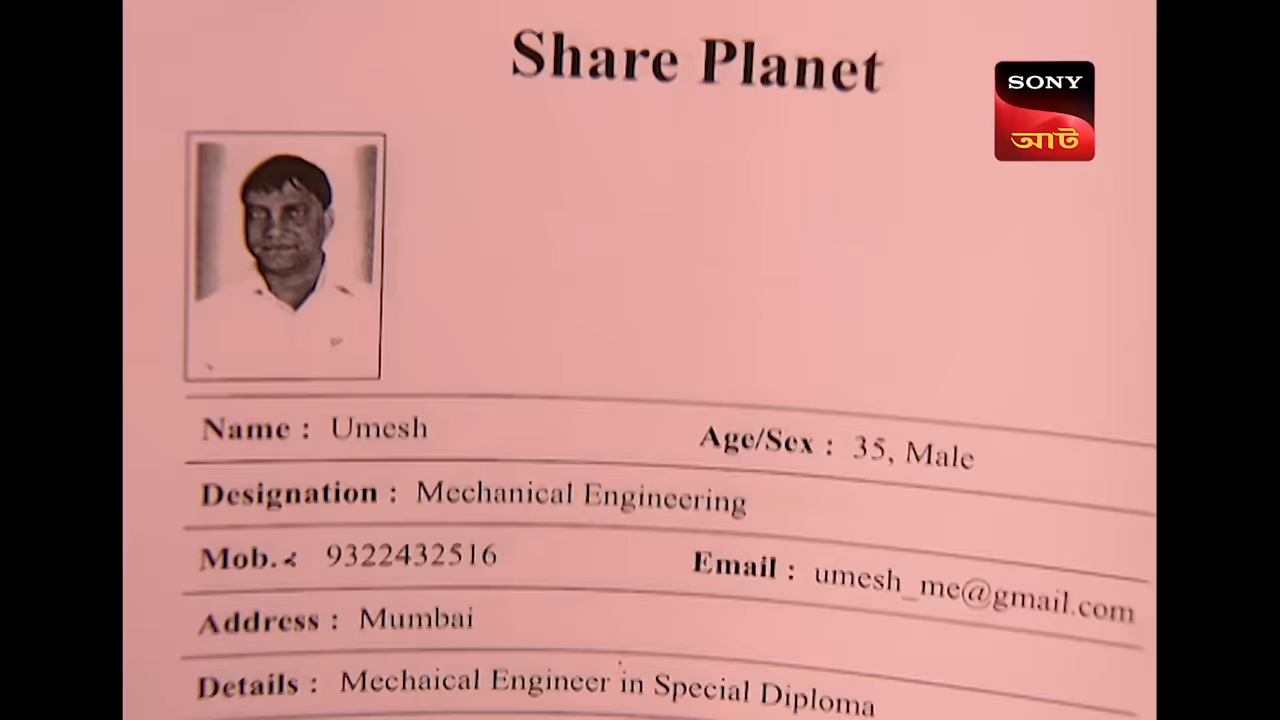 Share Planet
SONY
আট
Name : Umesh Age/Sex : 35, Male
Designation : Mechanical Engineering
Mob. : 9322432516 Email : umesh_me@gmail.com
Address : Mumbai
Details : Mechaical Engineer in Special Diploma